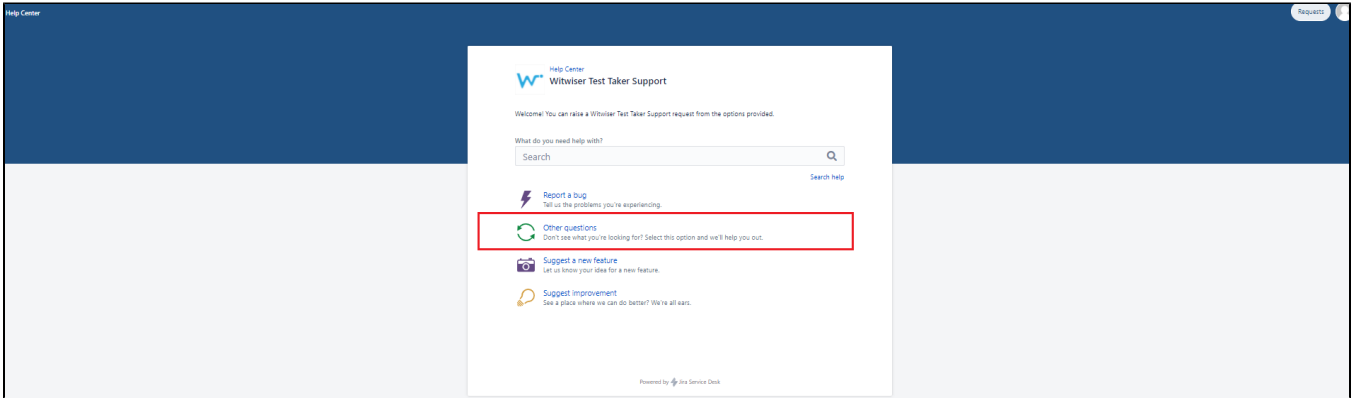 Help Center
Requests
Help Center
Witwiser Test Taker Support
Welcome! You can raise a Witwiser Test Taker Support request from the options provided.
What do you need help with?
Search
Search help
Report a bug
Tell us the problems you're experiencing.
Other questions
Don't see what you're looking for? Select this option and we'll help you out.
Suggest a new feature
Let us know your idea for a new feature.
Suggest improvement
See a place where we can do better? We're all ears.
Powered by Jira Service Desk